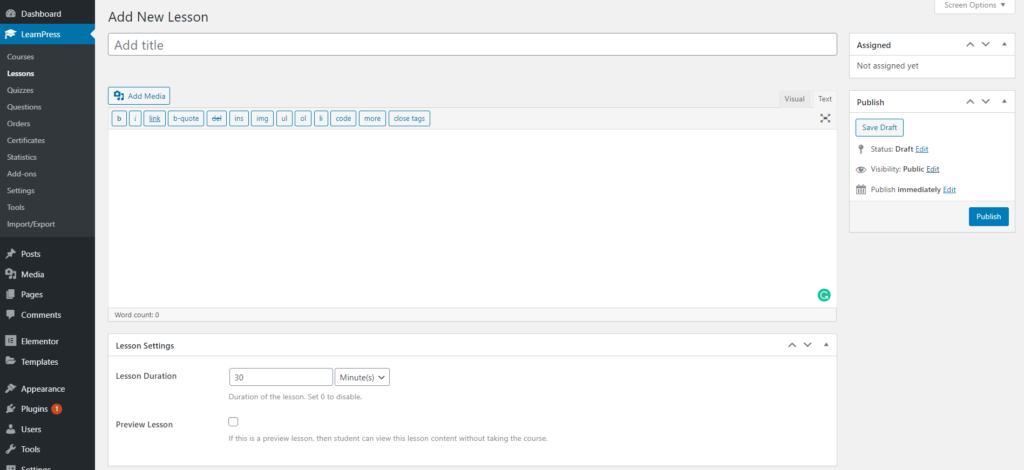 Dashboard
LearnPress
Courses
Lessons
Quizzes
Questions
Orders
Certificates
Statistics
Add-ons
Settings
Tools
Import/Export
Posts
Media
Pages
Comments
Elementor
Templates
Appearance
Plugins 1
Users
Tools
Settings
Screen Options
Add New Lesson
Add title
Add Media
Visual Text
b i link b-quote del ins img ul ol li code more close tags
Word count: 0
Lesson Settings
Lesson Duration 30 Minute(s)
Duration of the lesson. Set 0 to disable.
Preview Lesson
If this is a preview lesson, then student can view this lesson content without taking the course.
Assigned
Not assigned yet
Publish
Save Draft
Status: Draft Edit
Visibility: Public Edit
Publish immediately Edit
Publish